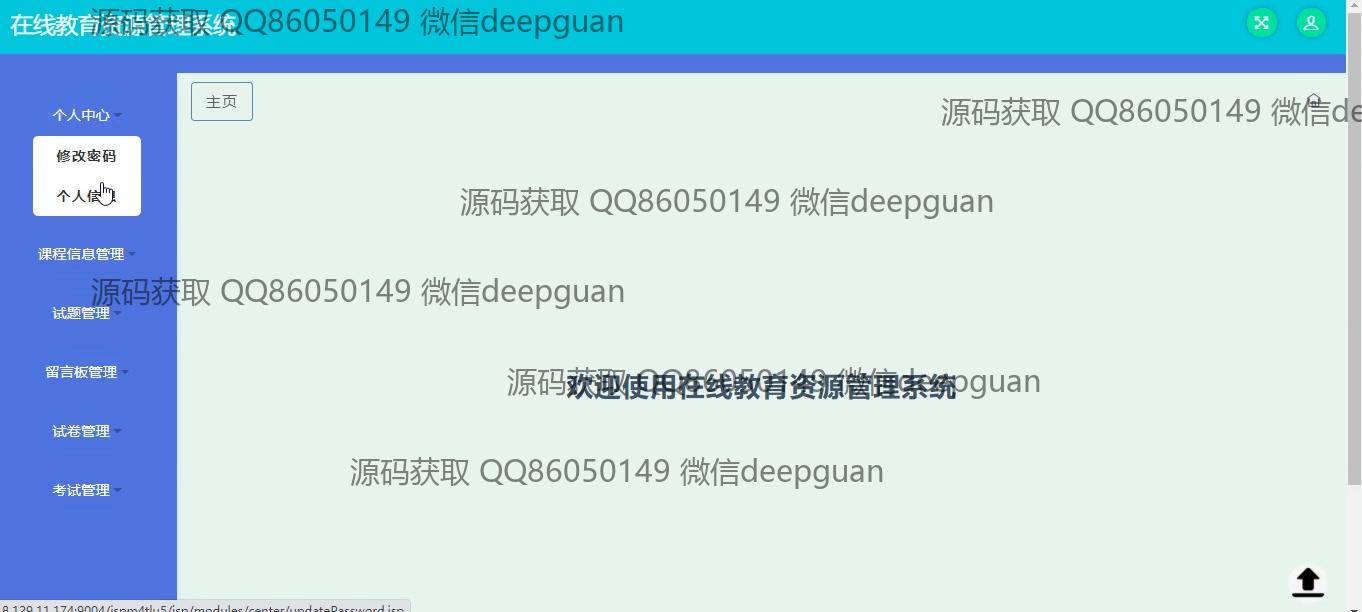 在线教育资源管理系统
源码获取 QQ86050149 微信deepguan
主页
源码获取 QQ86050149 微信de
个人中心
修改密码
个人信息
源码获取 QQ86050149 微信deepguan
课程信息管理
源码获取 QQ86050149 微信deepguan
试题管理
留言板管理
源码获取 QQ86050149 微信deepguan
欢迎使用在线教育资源管理系统
试卷管理
源码获取 QQ86050149 微信deepguan
考试管理
8.129.11.174:9004/jspm4tlu5/jsp/modules/center/updatePassword.jsp